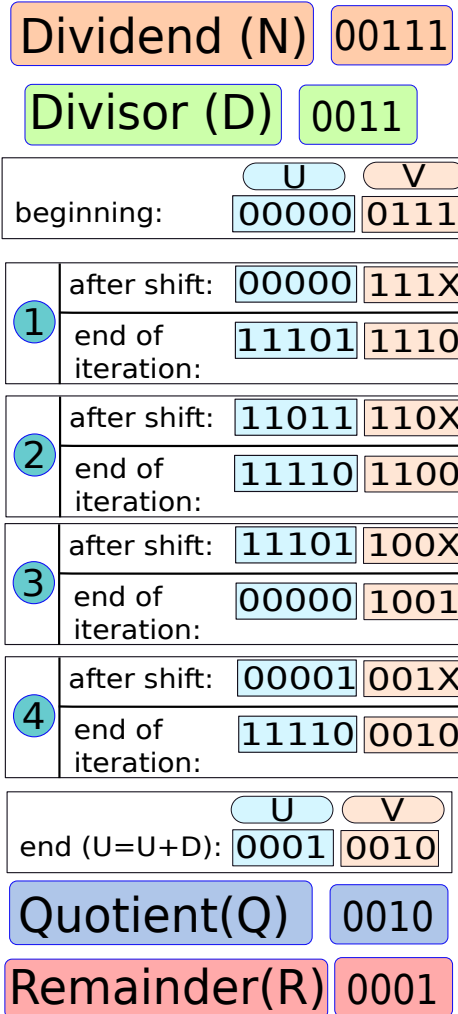 Dividend (N) 00111
Divisor (D) 0011
U V
beginning: 00000 0111
1 after shift: 00000 111X
end of iteration: 11101 1110
2 after shift: 11011 110X
end of iteration: 11110 1100
3 after shift: 11101 100X
end of iteration: 00000 1001
4 after shift: 00001 001X
end of iteration: 11110 0010
U V
end (U=U+D): 0001 0010
Quotient(Q) 0010
Remainder(R) 0001